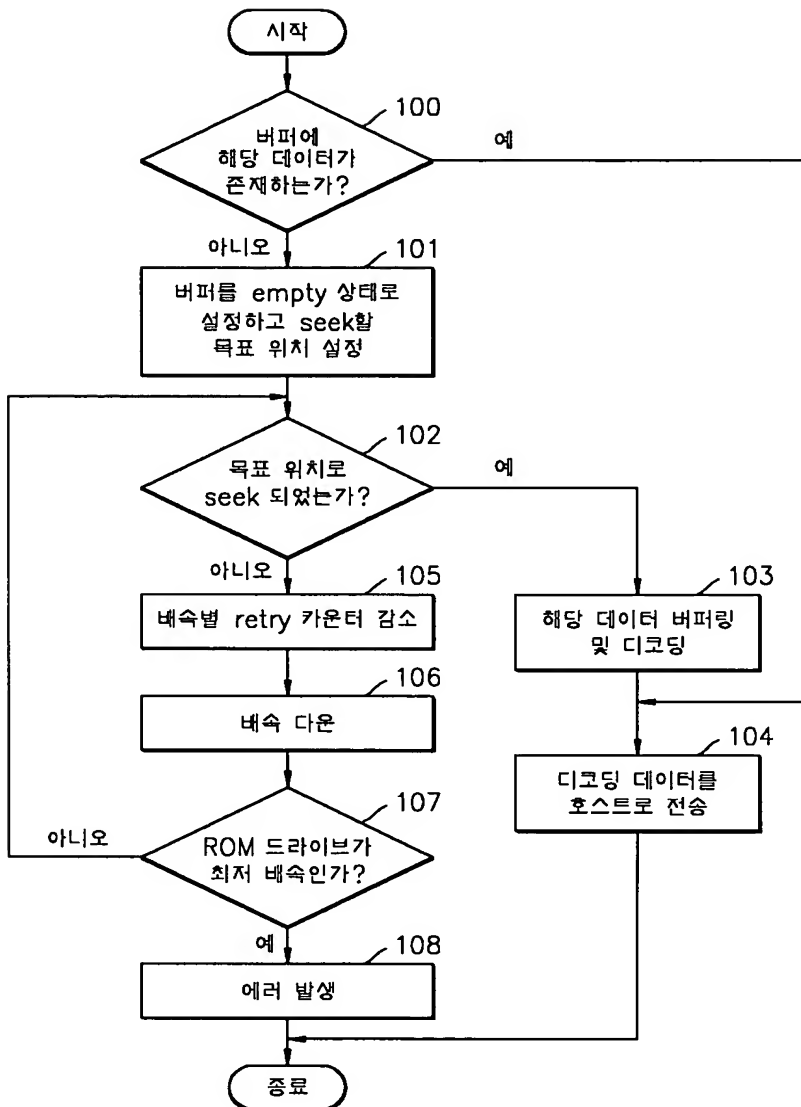 시작
100
버퍼에
해당 데이터가
존재하는가?
예
아니오
101
버퍼를 empty 상태로
설정하고 seek할
목표 위치 설정
102
목표 위치로
seek 되었는가?
예
아니오
105
배속별 retry 카운터 감소
103
해당 데이터 버퍼링
및 디코딩
106
배속 다운
104
디코딩 데이터를
호스트로 전송
107
ROM 드라이브가
최저 배속인가?
아니오
예
108
에러 발생
종료